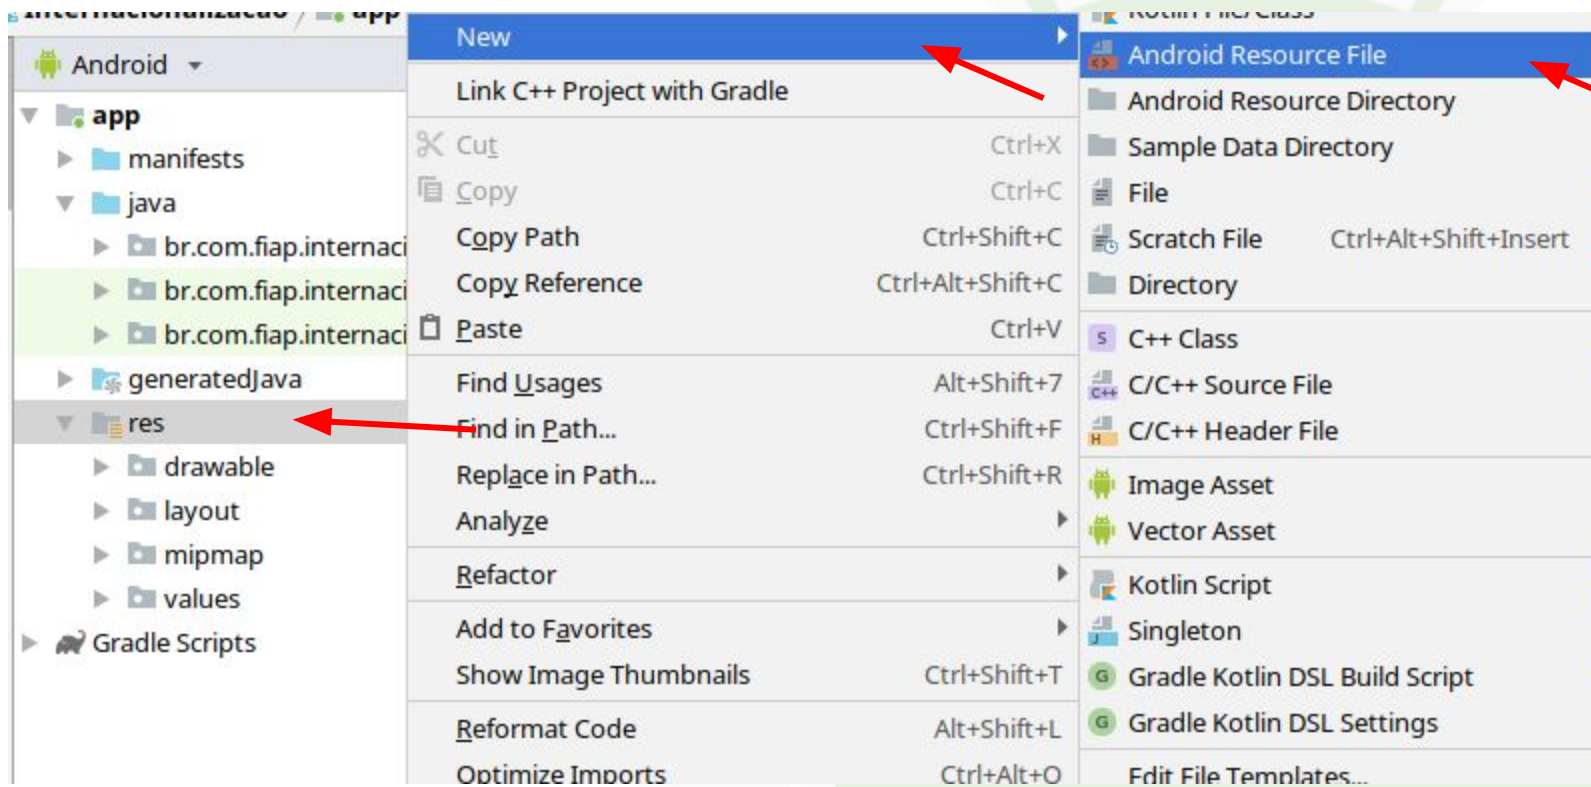 Internacionalizacao app
Android
app
manifests
java
br.com.fiap.internaci
br.com.fiap.internaci
br.com.fiap.internaci
generatedJava
res
drawable
layout
mipmap
values
Gradle Scripts
New
Link C++ Project with Gradle
Cut Ctrl+X
Copy Ctrl+C
Copy Path Ctrl+Shift+C
Copy Reference Ctrl+Alt+Shift+C
Paste Ctrl+V
Find Usages Alt+Shift+7
Find in Path... Ctrl+Shift+F
Replace in Path... Ctrl+Shift+R
Analyze
Refactor
Add to Favorites
Show Image Thumbnails Ctrl+Shift+T
Reformat Code Alt+Shift+L
Optimize Imports Ctrl+Alt+O
Kotlin File/Class
Android Resource File
Android Resource Directory
Sample Data Directory
File
Scratch File Ctrl+Alt+Shift+Insert
Directory
S C++ Class
C++ C/C++ Source File
H C/C++ Header File
Image Asset
Vector Asset
Kotlin Script
J Singleton
G Gradle Kotlin DSL Build Script
G Gradle Kotlin DSL Settings
Edit File Templates...